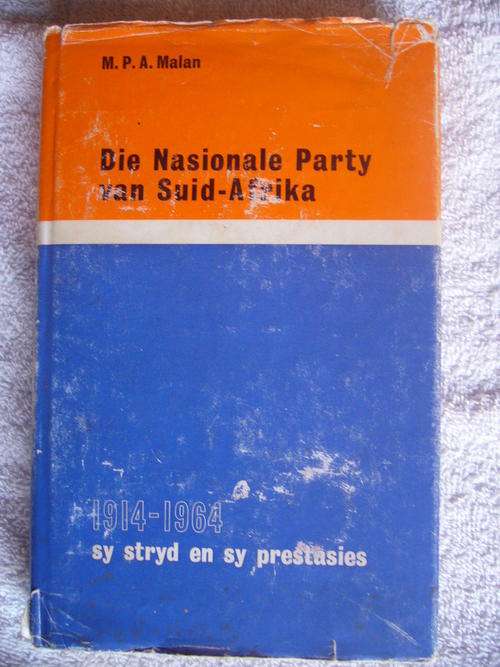 M. P. A. Malan
Die Nasionale Party
van Suid-Afrika
1914-1964
sy stryd en sy prestasies